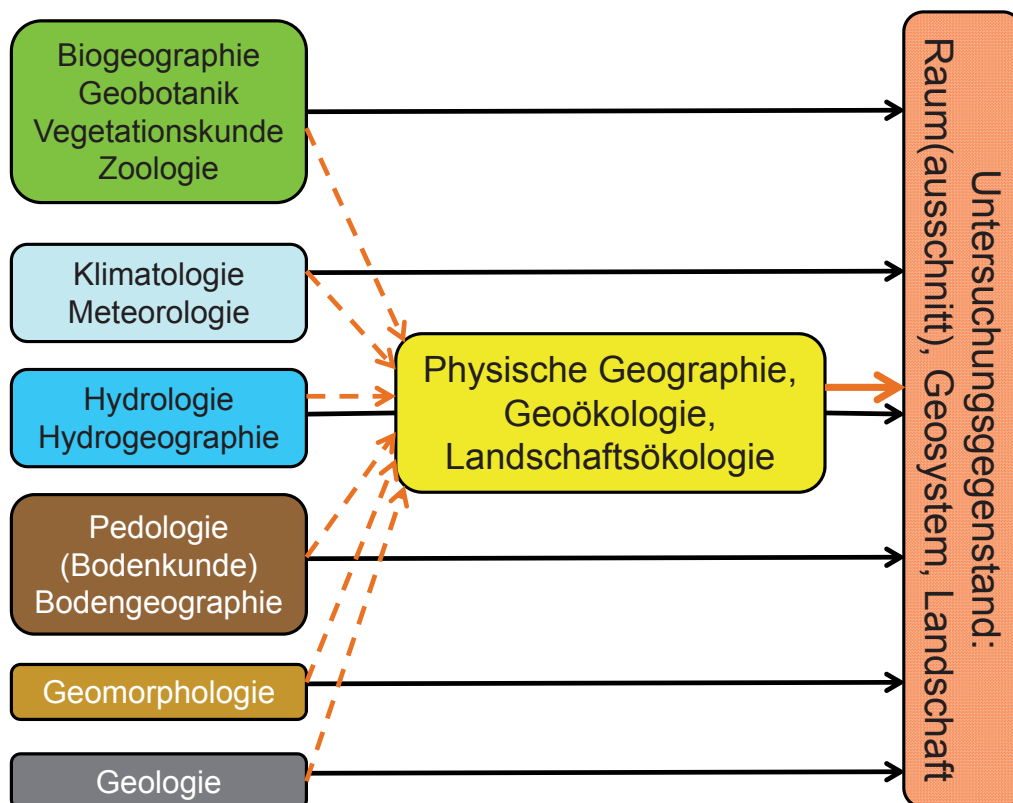 Biogeographie
Geobotanik
Vegetationskunde
Zoologie
Klimatologie
Meteorologie
Hydrologie
Hydrogeographie
Pedologie
(Bodenkunde)
Bodengeographie
Geomorphologie
Geologie
Physische Geographie,
Geoökologie,
Landschaftsökologie
Untersuchungsgegenstand:
Raum(ausschnitt), Geosystem, Landschaft